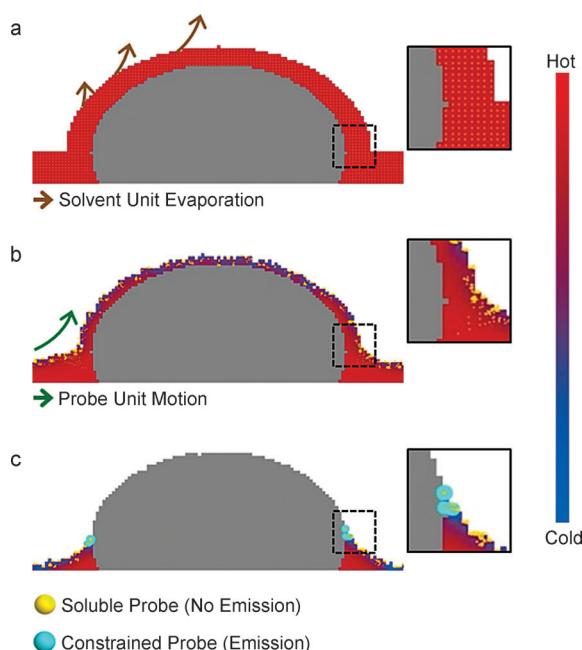 a
Hot
Solvent Unit Evaporation
b
Probe Unit Motion
c
Cold
Soluble Probe (No Emission)
Constrained Probe (Emission)